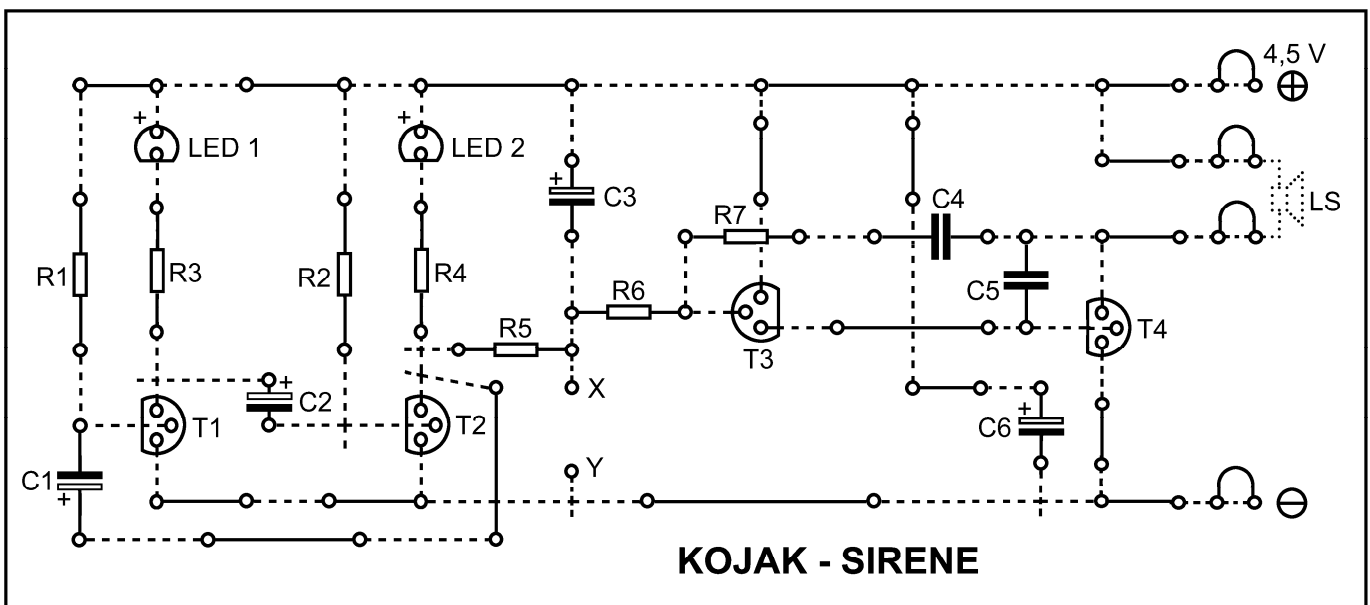 4,5 V
+
LED 1
+
LED 2
+
C3
R7
C4
LS
R1
R3
R2
R4
R6
C5
R5
T4
T3
+
C2
X
T1
T2
+
C6
C1
+
Y
KOJAK - SIRENE